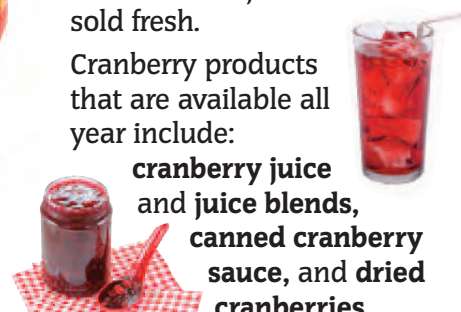 sold fresh.
Cranberry products
that are available all
year include:
cranberry juice
and juice blends,
canned cranberry
sauce, and dried
cranberries